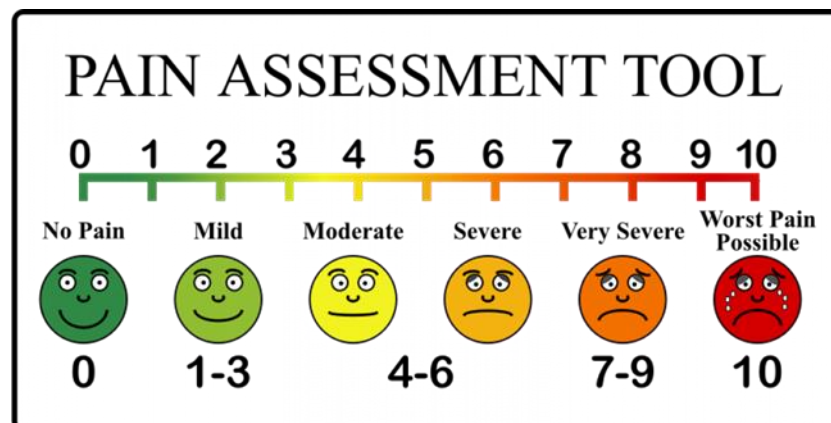 PAIN ASSESSMENT TOOL
0 1 2 3 4 5 6 7 8 9 10
No Pain Mild Moderate Severe Very Severe Worst Pain
Possible
0 1-3 4-6 7-9 10